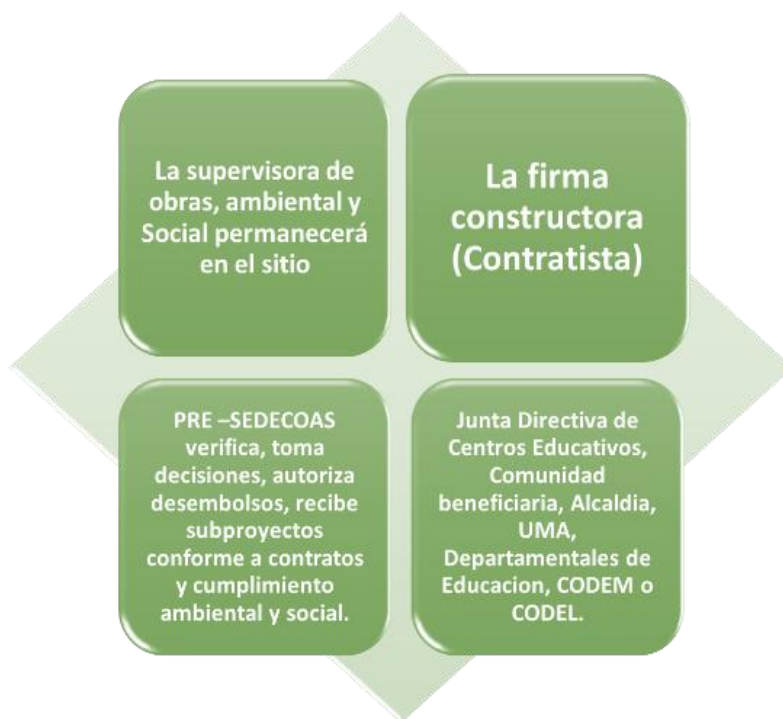 La supervisora de
obras, ambiental y
Social permanecerá
en el sitio
La firma
constructora
(Contratista)
PRE –SEDECOAS
verifica, toma
decisiones, autoriza
desembolsos, recibe
subproyectos
conforme a contratos
y cumplimiento
ambiental y social.
Junta Directiva de
Centros Educativos,
Comunidad
beneficiaria, Alcaldia,
UMA,
Departamentales de
Educacion, CODEM o
CODEL.